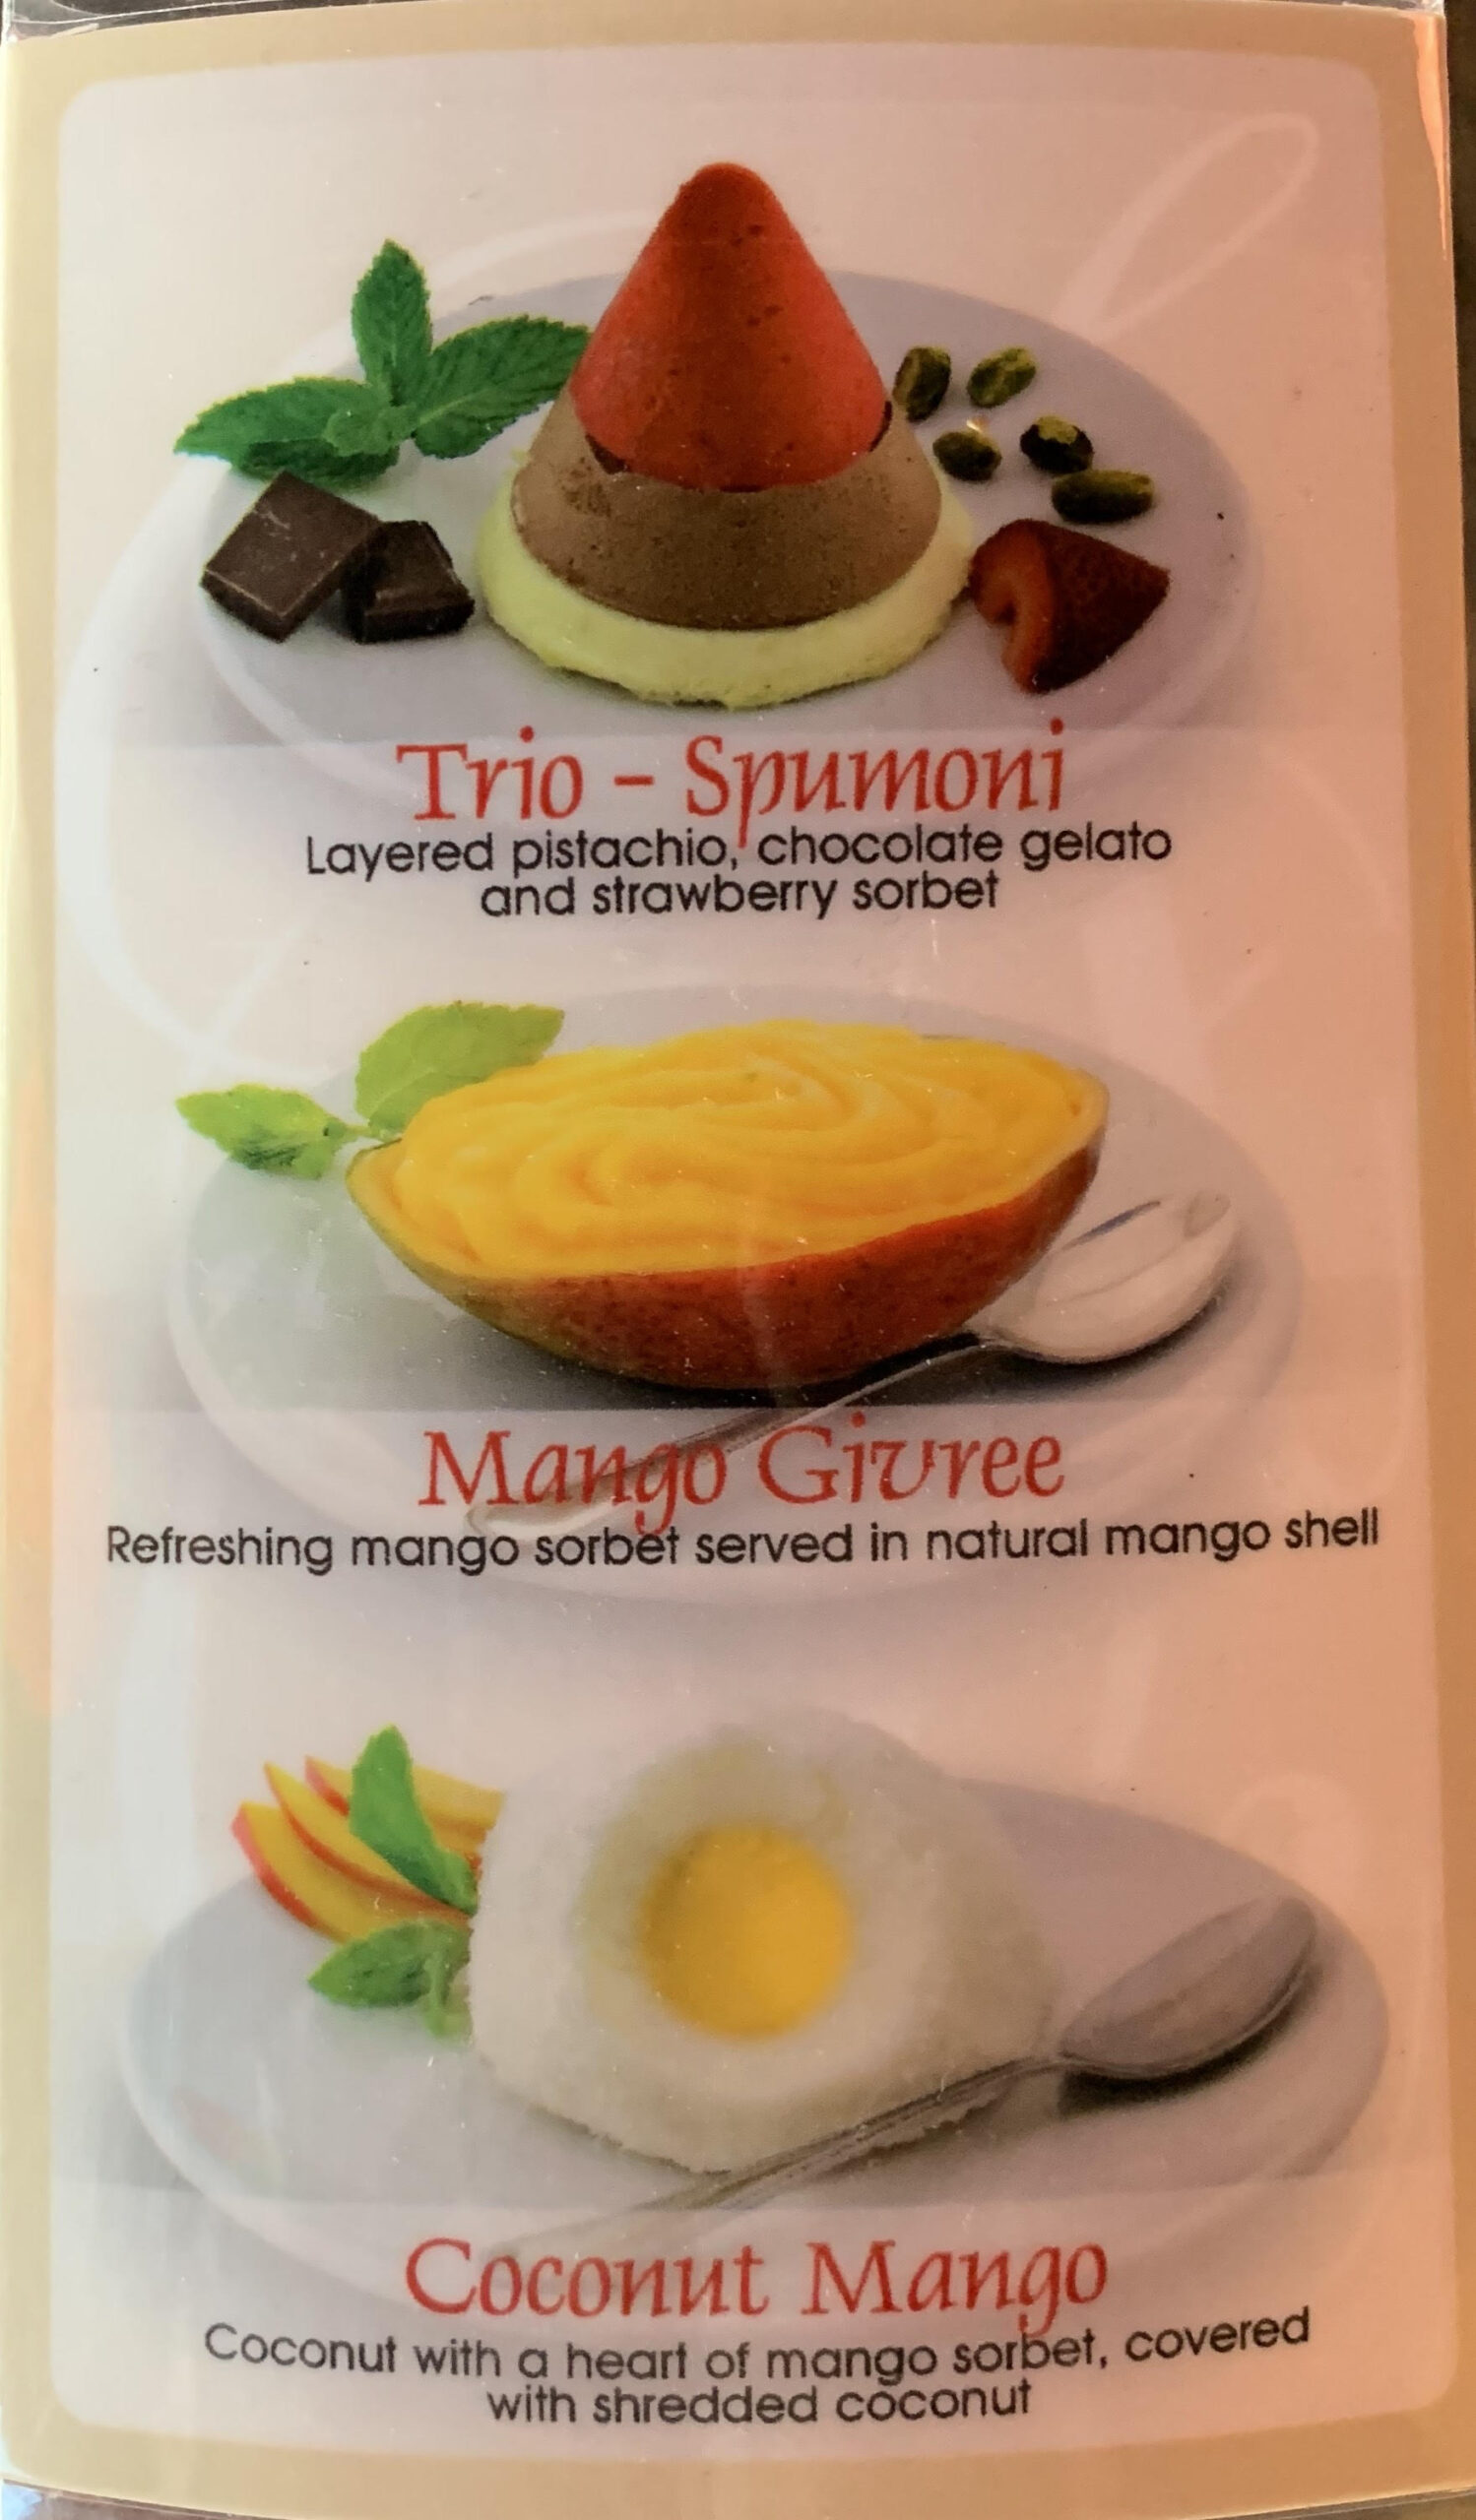 Trio - Spumoni
Layered pistachio, chocolate gelato
and strawberry sorbet
Mango Givree
Refreshing mango sorbet served in natural mango shell
Coconut Mango
Coconut with a heart of mango sorbet, covered
with shredded coconut